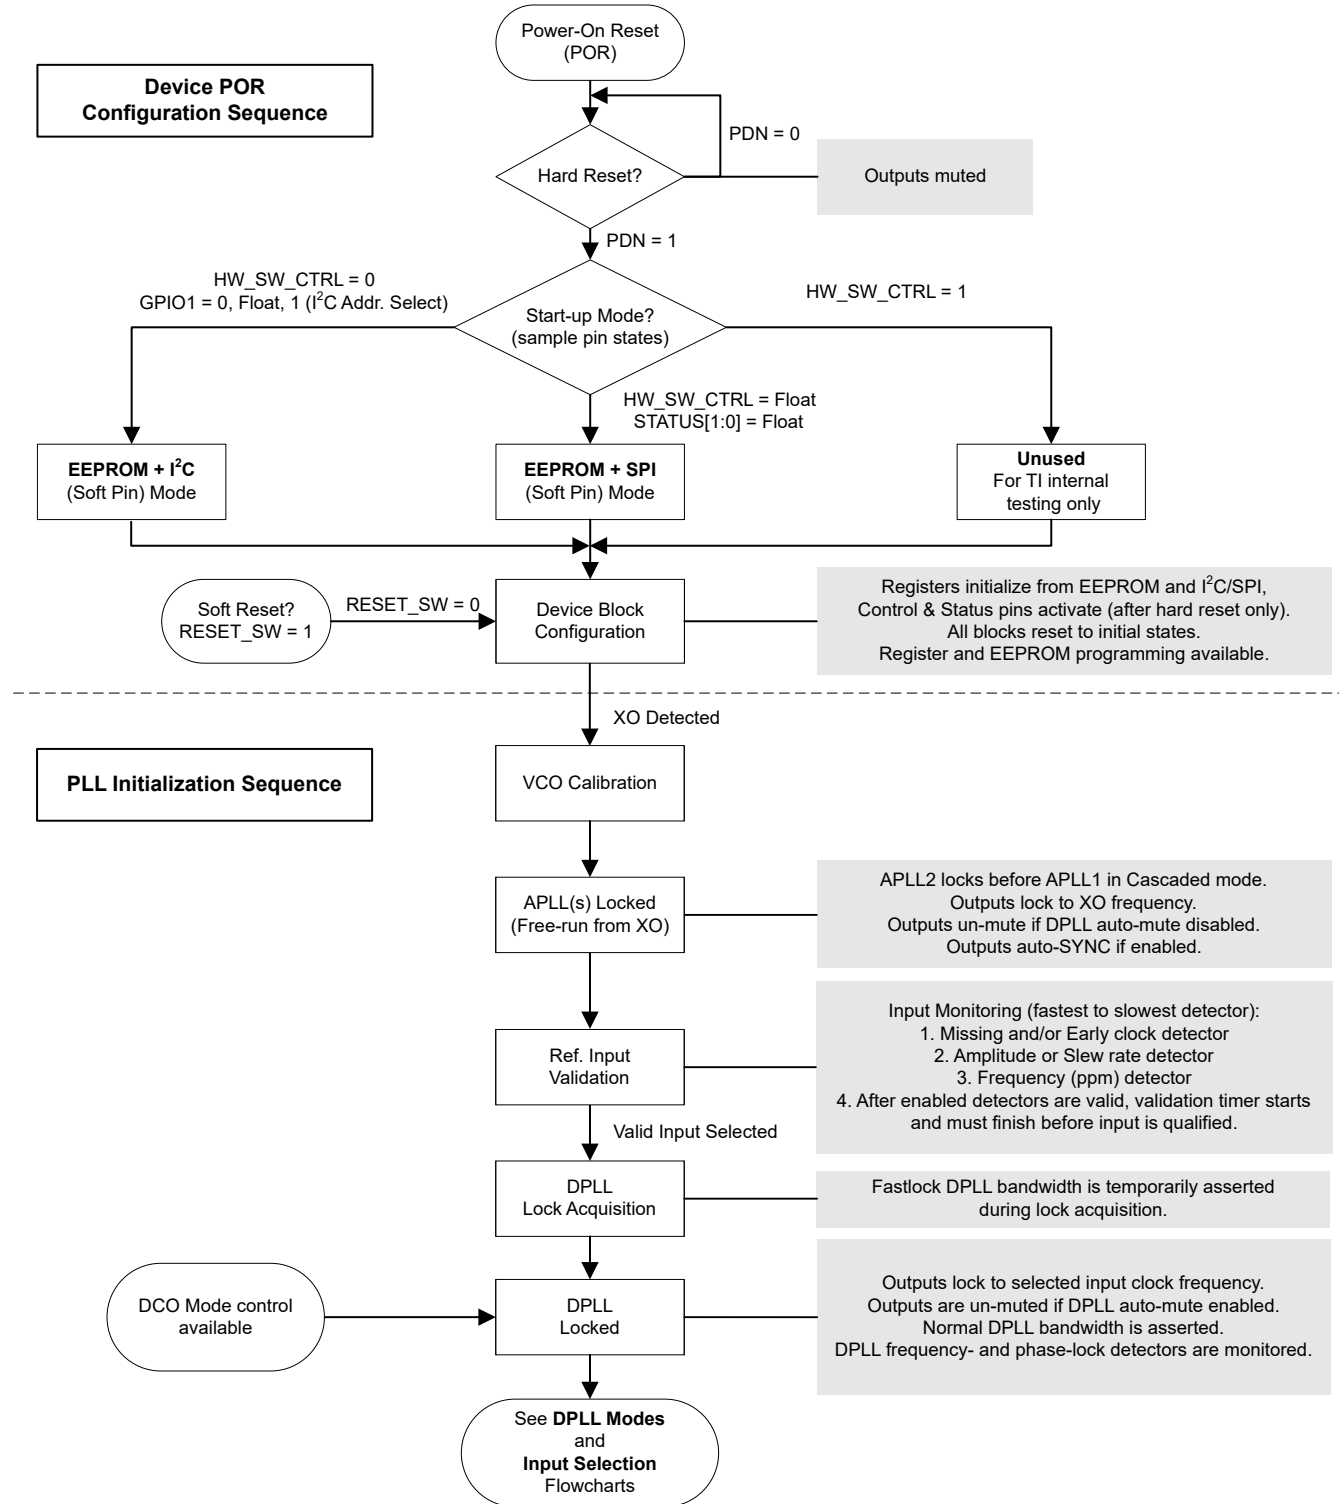 Power-On Reset
(POR)
Device POR
Configuration Sequence
PDN = 0
Hard Reset?
Outputs muted
PDN = 1
HW_SW_CTRL = 0
GPIO1 = 0, Float, 1 (I²C Addr. Select)
HW_SW_CTRL = 1
Start-up Mode?
(sample pin states)
HW_SW_CTRL = Float
STATUS[1:0] = Float
EEPROM + I²C
(Soft Pin) Mode
EEPROM + SPI
(Soft Pin) Mode
Unused
For TI internal
testing only
Soft Reset?
RESET_SW = 1
RESET_SW = 0
Device Block
Configuration
Registers initialize from EEPROM and I²C/SPI,
Control & Status pins activate (after hard reset only).
All blocks reset to initial states.
Register and EEPROM programming available.
XO Detected
PLL Initialization Sequence
VCO Calibration
APLL(s) Locked
(Free-run from XO)
APLL2 locks before APLL1 in Cascaded mode.
Outputs lock to XO frequency.
Outputs un-mute if DPLL auto-mute disabled.
Outputs auto-SYNC if enabled.
Ref. Input
Validation
Input Monitoring (fastest to slowest detector):
1. Missing and/or Early clock detector
2. Amplitude or Slew rate detector
3. Frequency (ppm) detector
4. After enabled detectors are valid, validation timer starts
and must finish before input is qualified.
Valid Input Selected
DPLL
Lock Acquisition
Fastlock DPLL bandwidth is temporarily asserted
during lock acquisition.
DCO Mode control
available
DPLL
Locked
Outputs lock to selected input clock frequency.
Outputs are un-muted if DPLL auto-mute enabled.
Normal DPLL bandwidth is asserted.
DPLL frequency- and phase-lock detectors are monitored.
See DPLL Modes
and
Input Selection
Flowcharts